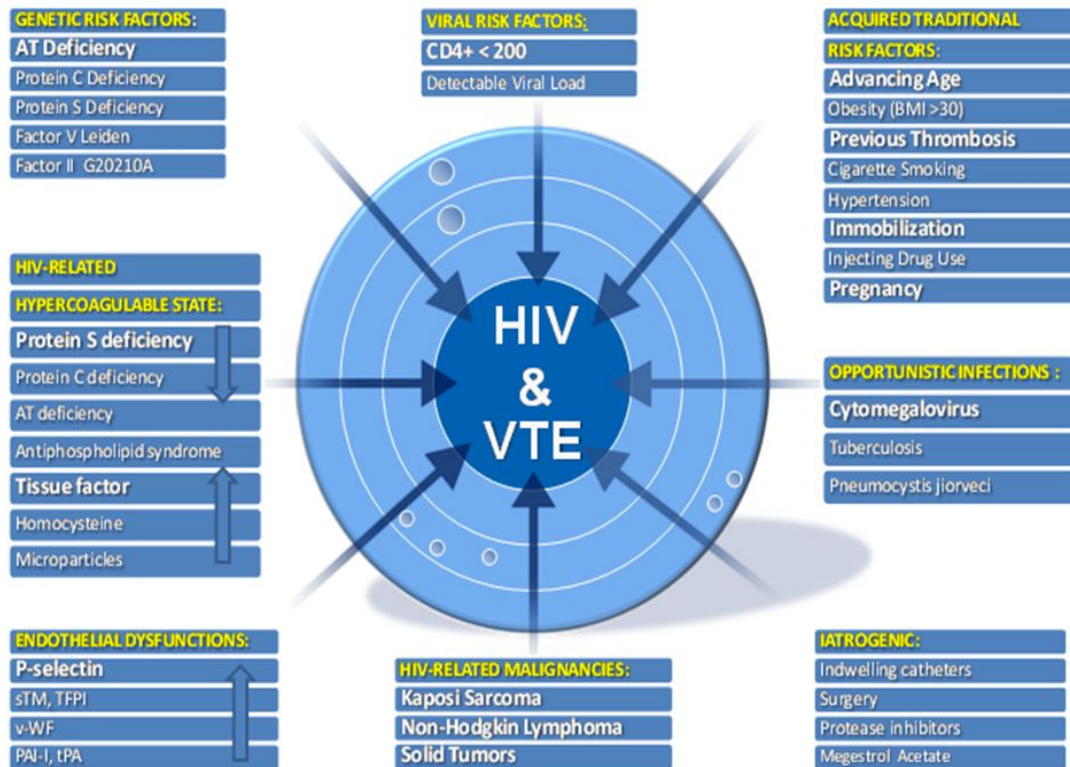 GENETIC RISK FACTORS:
AT Deficiency
Protein C Deficiency
Protein S Deficiency
Factor V Leiden
Factor II G20210A
VIRAL RISK FACTORS:
CD4+ < 200
Detectable Viral Load
ACQUIRED TRADITIONAL
RISK FACTORS:
Advancing Age
Obesity (BMI >30)
Previous Thrombosis
Cigarette Smoking
Hypertension
Immobilization
Injecting Drug Use
Pregnancy
HIV-RELATED
HYPERCOAGULABLE STATE:
Protein S deficiency
Protein C deficiency
AT deficiency
Antiphospholipid syndrome
Tissue factor
Homocysteine
Microparticles
HIV
&
VTE
OPPORTUNISTIC INFECTIONS :
Cytomegalovirus
Tuberculosis
Pneumocystis jiorveci
ENDOTHELIAL DYSFUNCTIONS:
P-selectin
sTM, TFPI
v-WF
PAI-I, tPA
HIV-RELATED MALIGNANCIES:
Kaposi Sarcoma
Non-Hodgkin Lymphoma
Solid Tumors
IATROGENIC:
Indwelling catheters
Surgery
Protease inhibitors
Megestrol Acetate